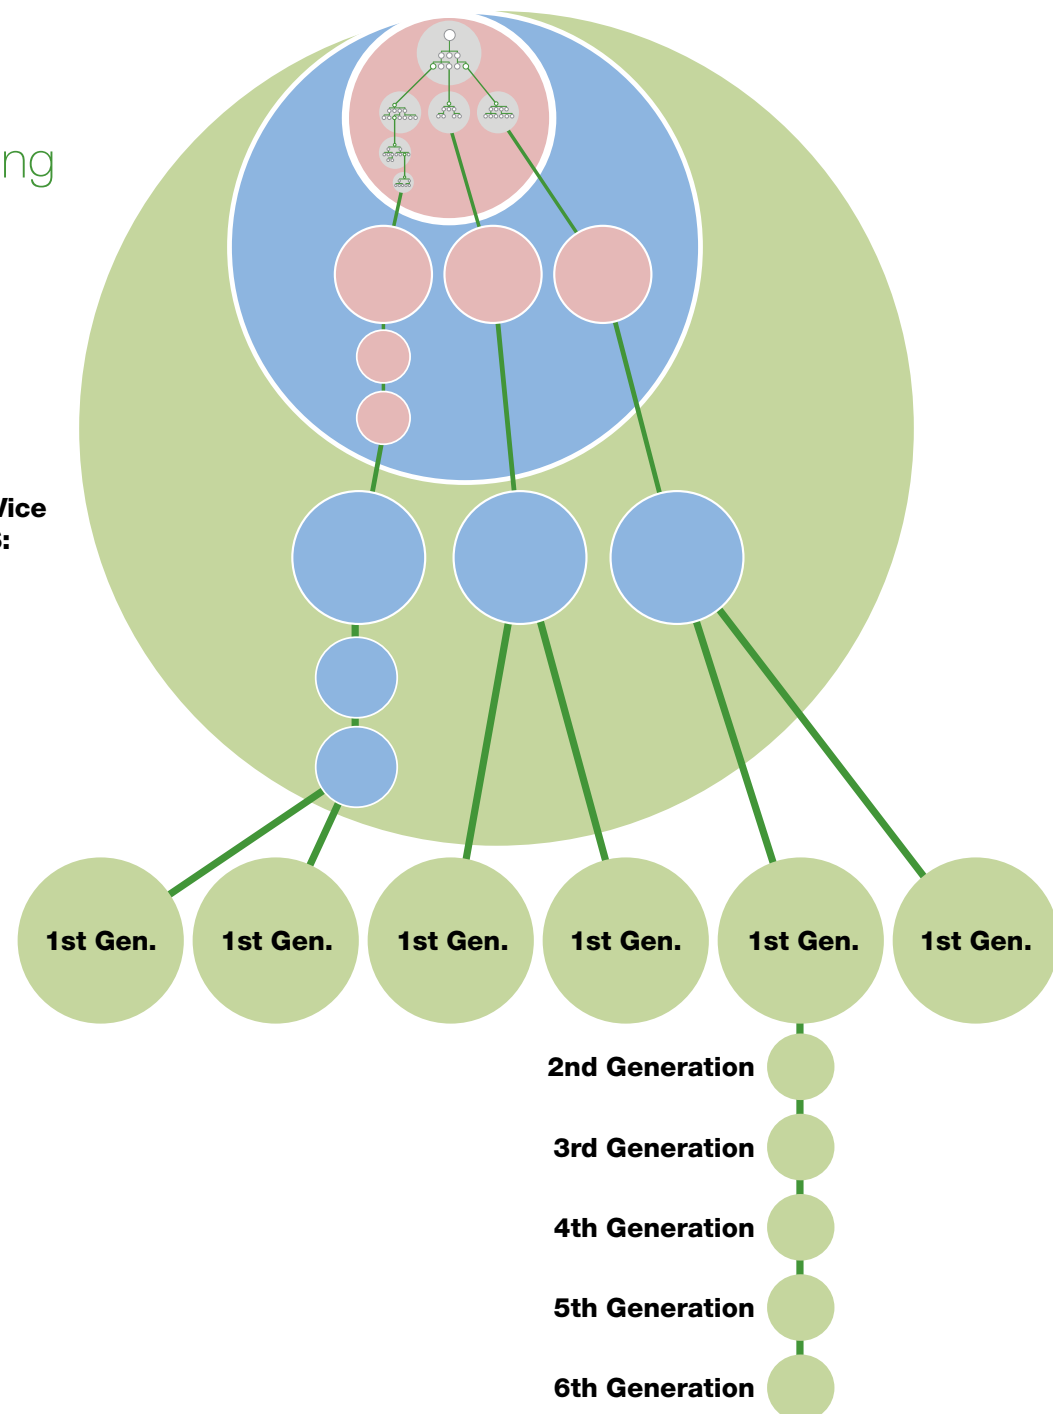 ng
Vice
:
1st Gen.
1st Gen.
1st Gen.
1st Gen.
1st Gen.
1st Gen.
2nd Generation
3rd Generation
4th Generation
5th Generation
6th Generation